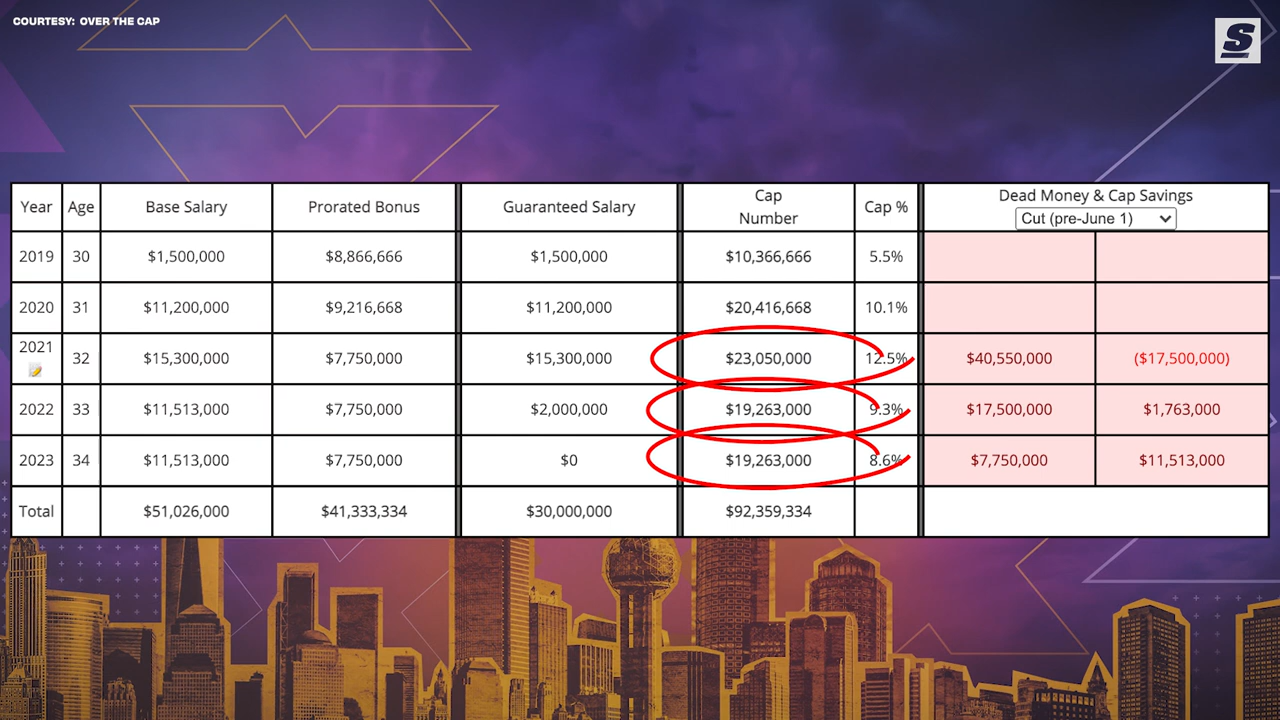 COURTESY: OVER THE CAP
S
Year Age Base Salary Prorated Bonus Guaranteed Salary Cap Number Cap % Dead Money & Cap Savings
Cut (pre-June 1)
2019 30 $1,500,000 $8,866,666 $1,500,000 $10,366,666 5.5%
2020 31 $11,200,000 $9,216,668 $11,200,000 $20,416,668 10.1%
2021 32 $15,300,000 $7,750,000 $15,300,000 $23,050,000 12.5% $40,550,000 ($17,500,000)
2022 33 $11,513,000 $7,750,000 $2,000,000 $19,263,000 9.3% $17,500,000 $1,763,000
2023 34 $11,513,000 $7,750,000 $0 $19,263,000 8.6% $7,750,000 $11,513,000
Total $51,026,000 $41,333,334 $30,000,000 $92,359,334